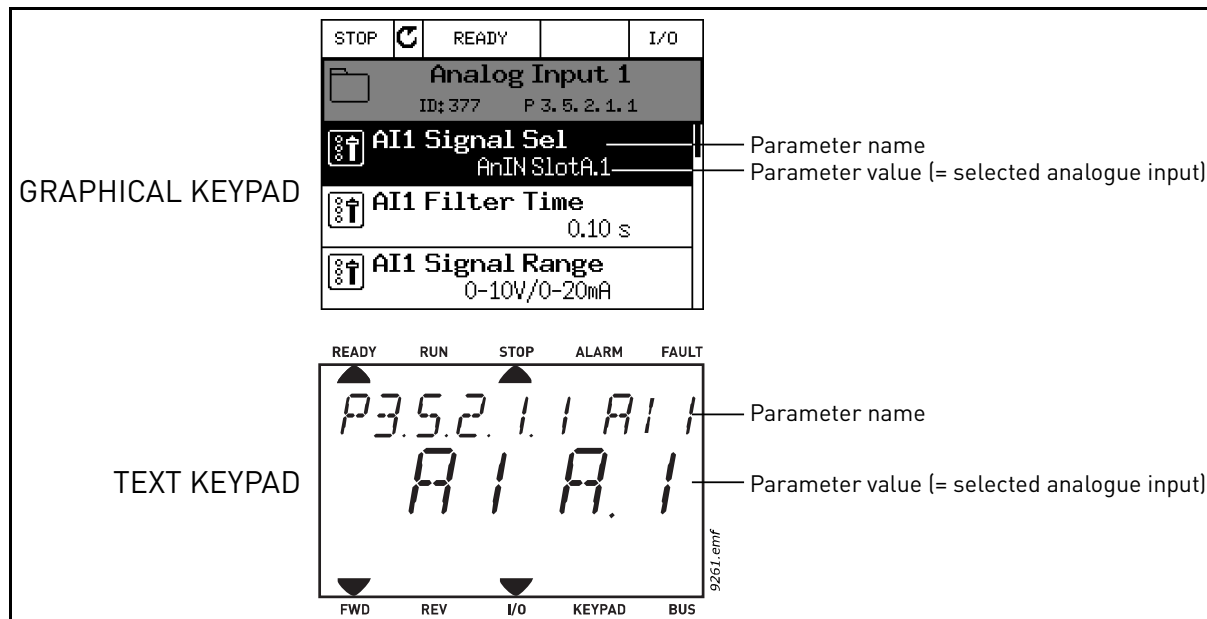 STOP READY I/O
Analog Input 1
ID:377 P3.5.2.1.1
AI1 Signal Sel
Parameter name
AnIN SlotA.1
Parameter value (= selected analogue input)
GRAPHICAL KEYPAD
AI1 Filter Time
0.10 s
AI1 Signal Range
0-10V/0-20mA
READY RUN STOP ALARM FAULT
P3.5.2.1.1 AI1
Parameter name
TEXT KEYPAD
AI A.1
Parameter value (= selected analogue input)
9261.emf
FWD REV I/O KEYPAD BUS